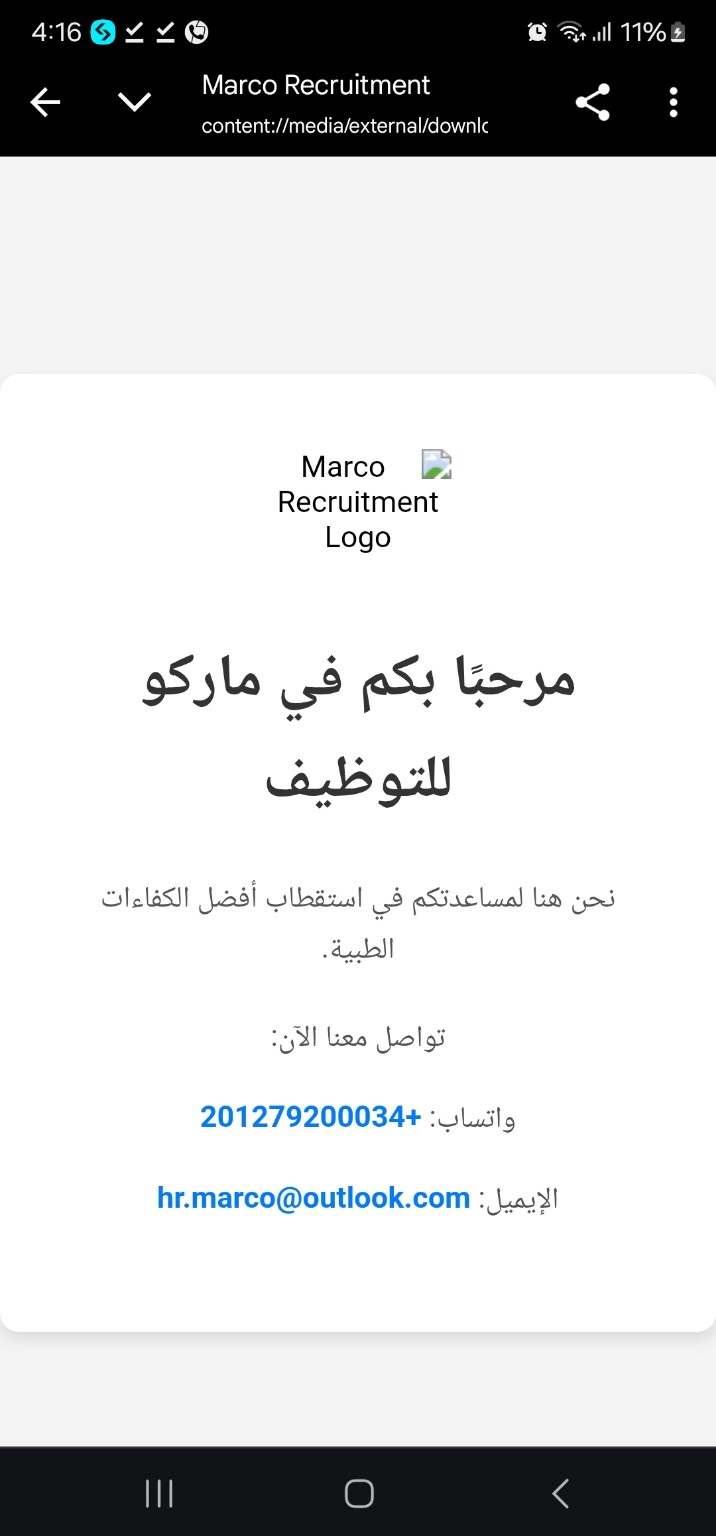 4:16
11%
Marco Recruitment
content://media/external/downlo
Marco
Recruitment
Logo
مرحبًا بكم في ماركو
للتوظيف
نحن هنا لمساعدتكم في استقطاب أفضل الكفاءات
الطبية.
تواصل معنا الآن:
واتساب: +201279200034
الإيميل: hr.marco@outlook.com